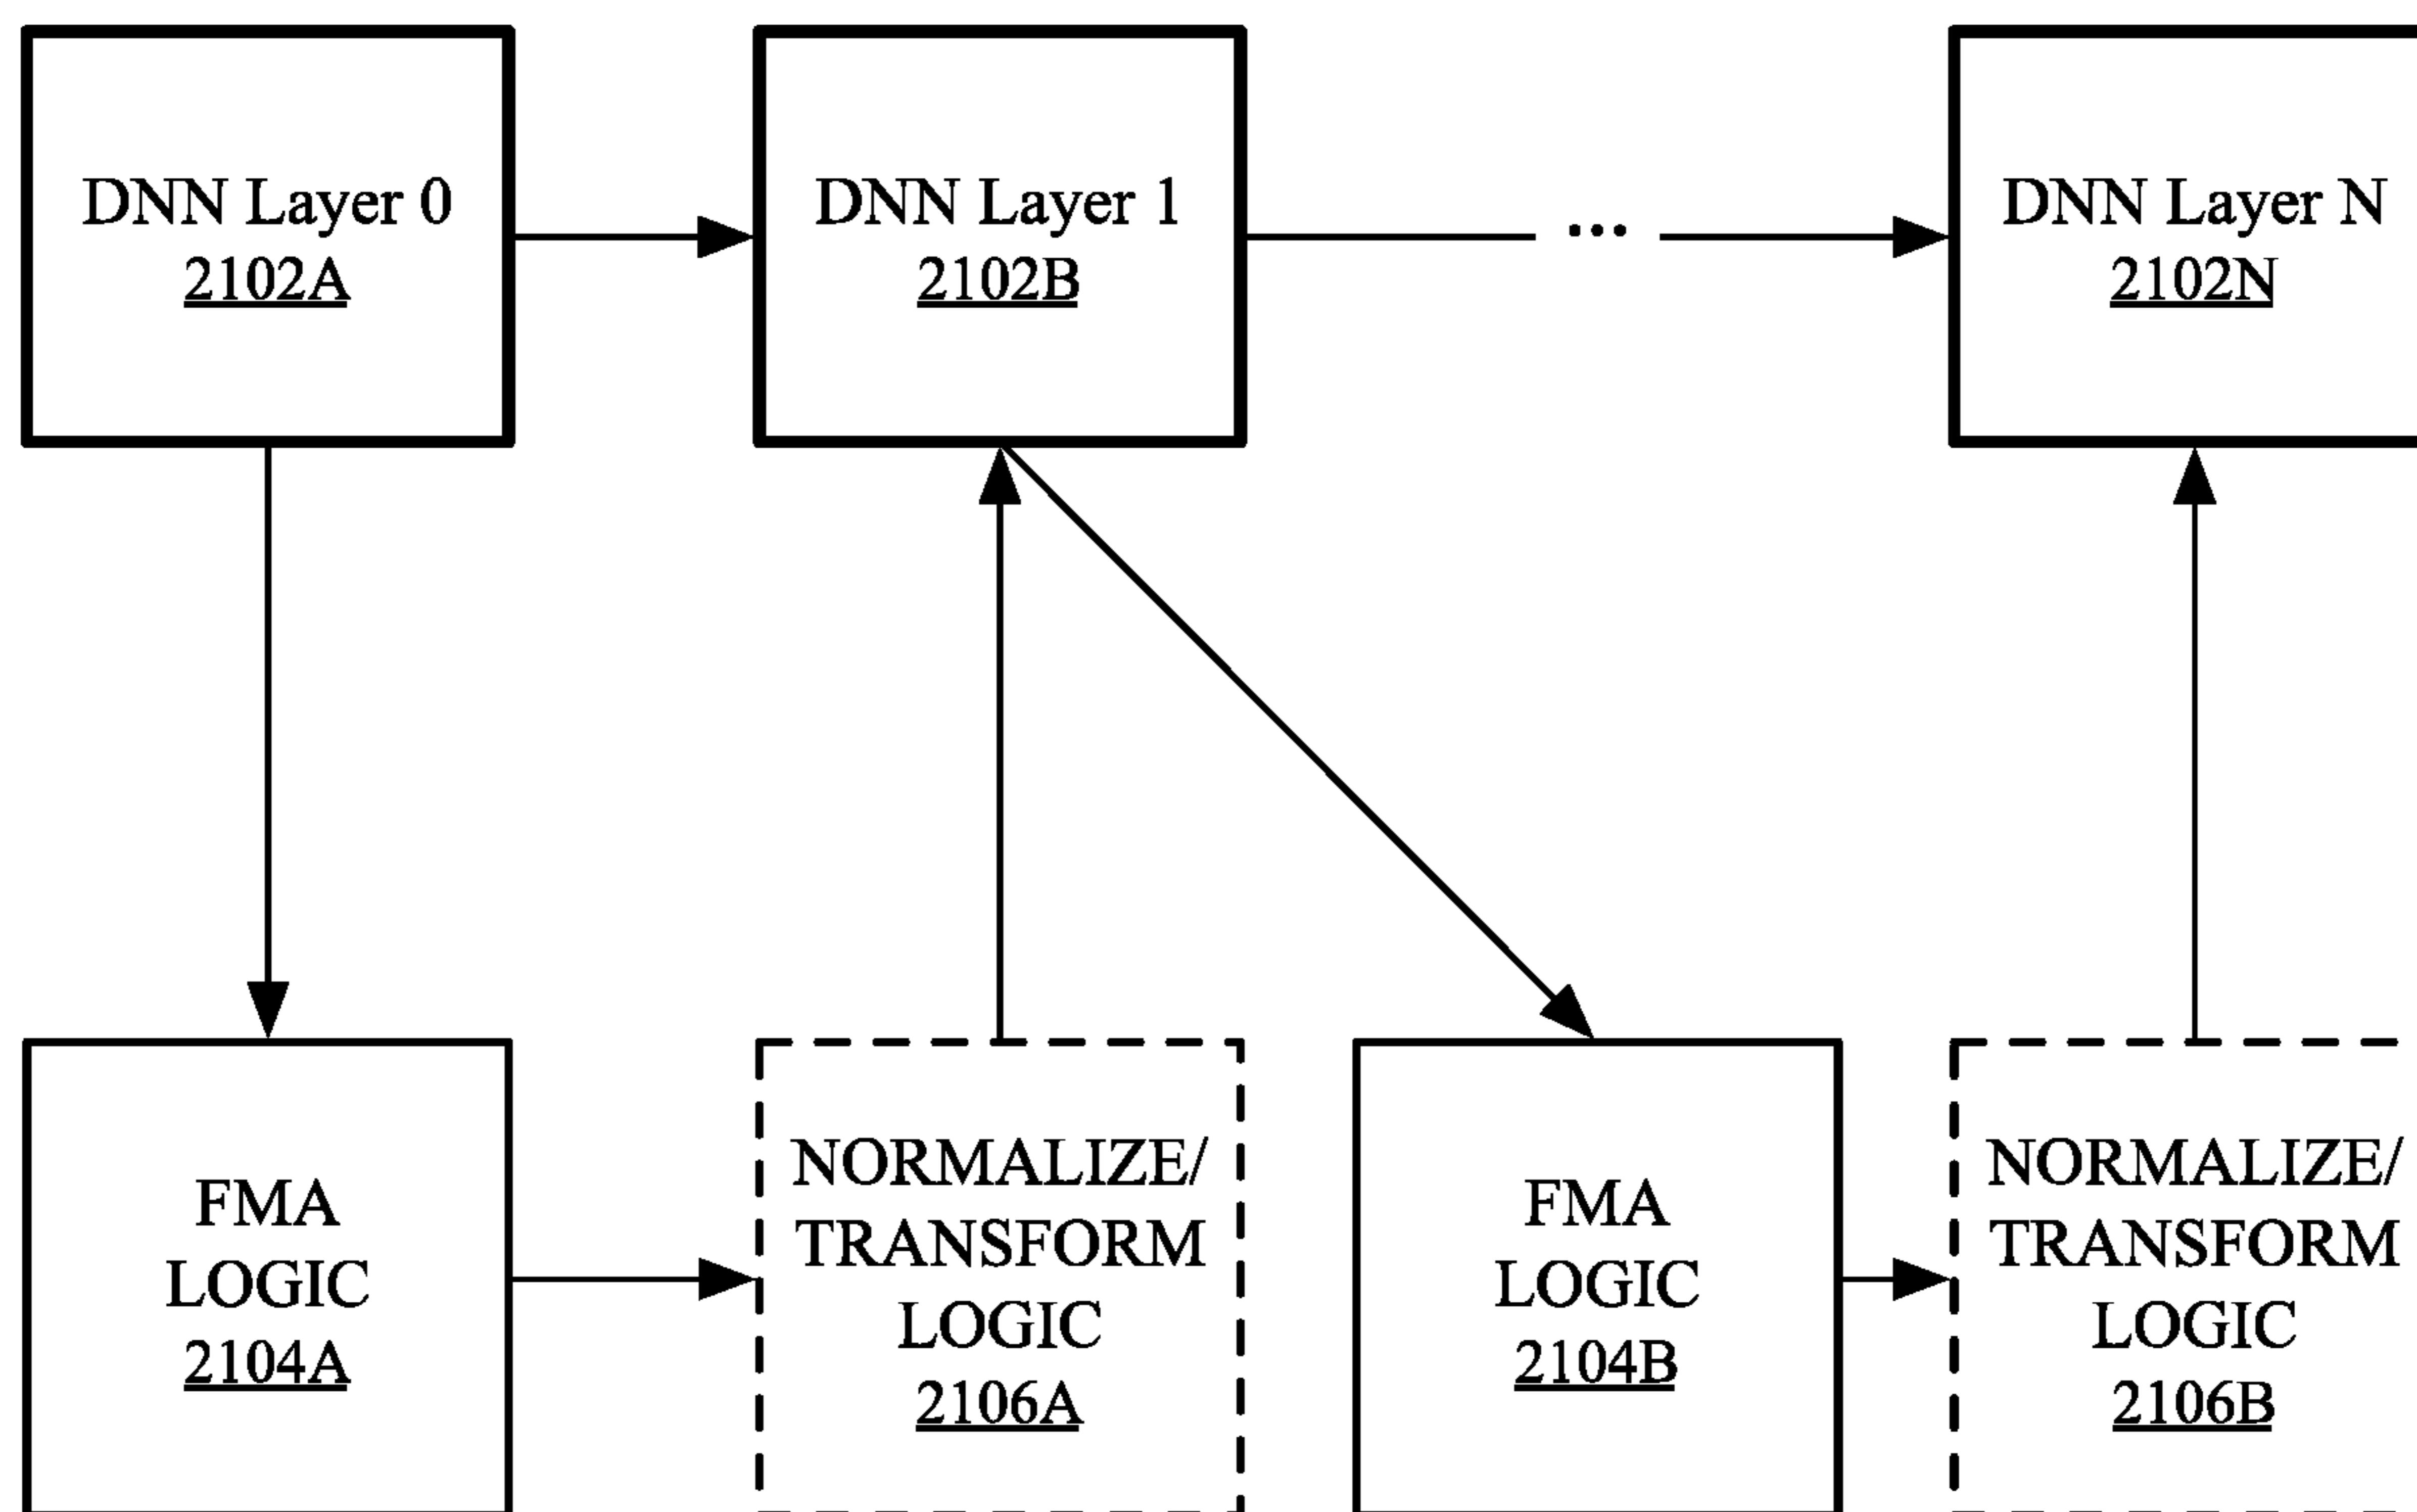 DNN Layer 0
2102A
DNN Layer 1
2102B
...
DNN Layer N
2102N
FMA
LOGIC
2104A
NORMALIZE/
TRANSFORM
LOGIC
2106A
FMA
LOGIC
2104B
NORMALIZE/
TRANSFORM
LOGIC
2106B